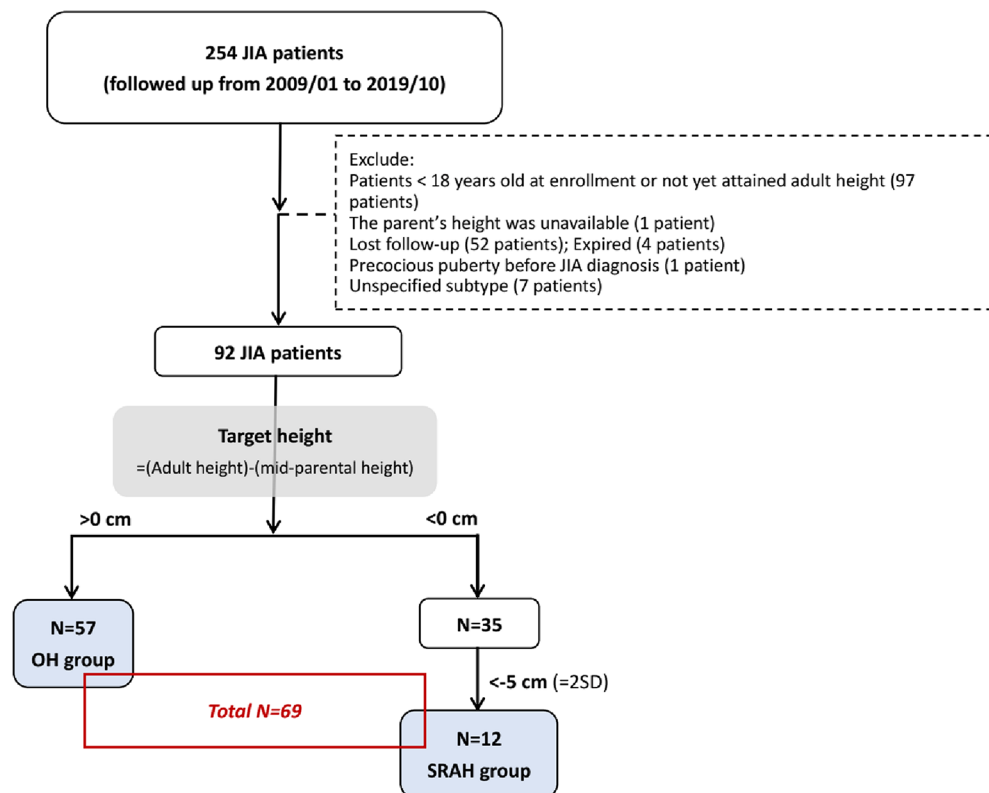 254 JIA patients
(followed up from 2009/01 to 2019/10)
Exclude:
Patients < 18 years old at enrollment or not yet attained adult height (97
patients)
The parent's height was unavailable (1 patient)
Lost follow-up (52 patients); Expired (4 patients)
Precocious puberty before JIA diagnosis (1 patient)
Unspecified subtype (7 patients)
92 JIA patients
Target height
=(Adult height)-(mid-parental height)
>0 cm
<0 cm
N=57
OH group
N=35
<-5 cm (=2SD)
Total N=69
N=12
SRAH group